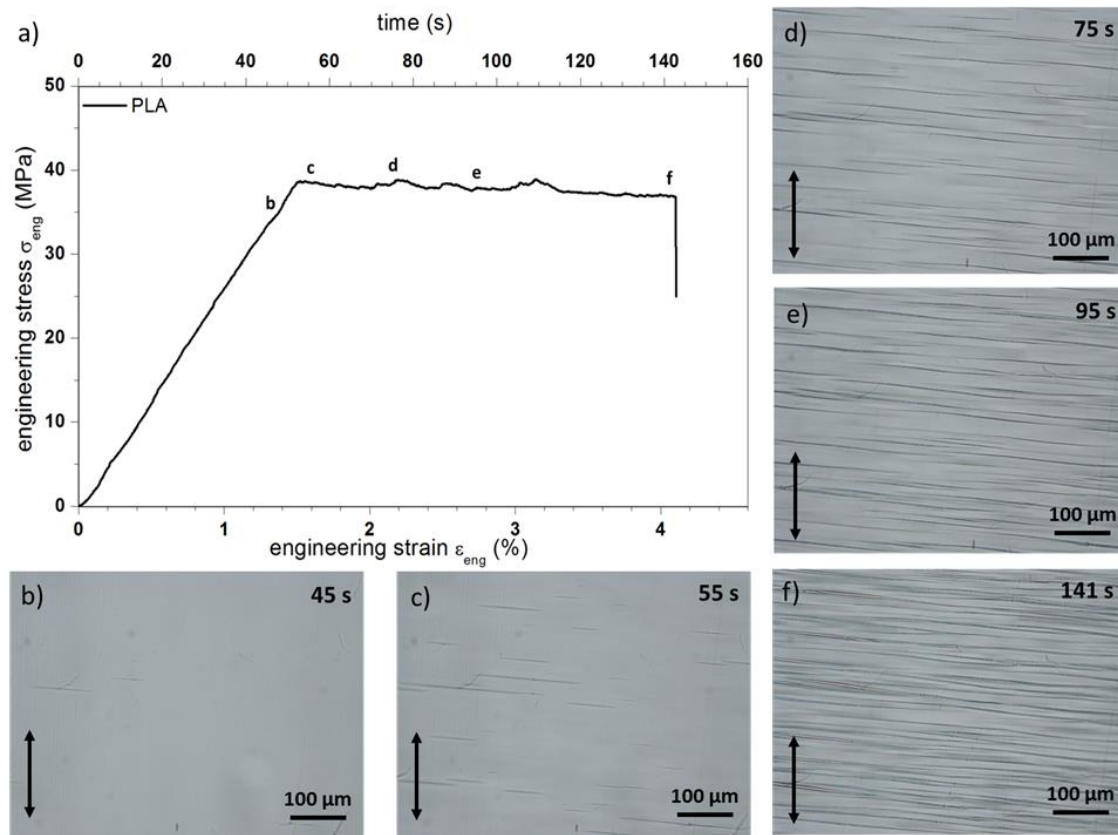 a)
time (s)
0 20 40 60 80 100 120 140 160
50
40
30
20
10
0
engineering stress σeng (MPa)
PLA
b
c
d
e
f
0 1 2 3 4
engineering strain εeng (%)
b)
45 s
100 µm
c)
55 s
100 µm
d)
75 s
100 µm
e)
95 s
100 µm
f)
141 s
100 µm